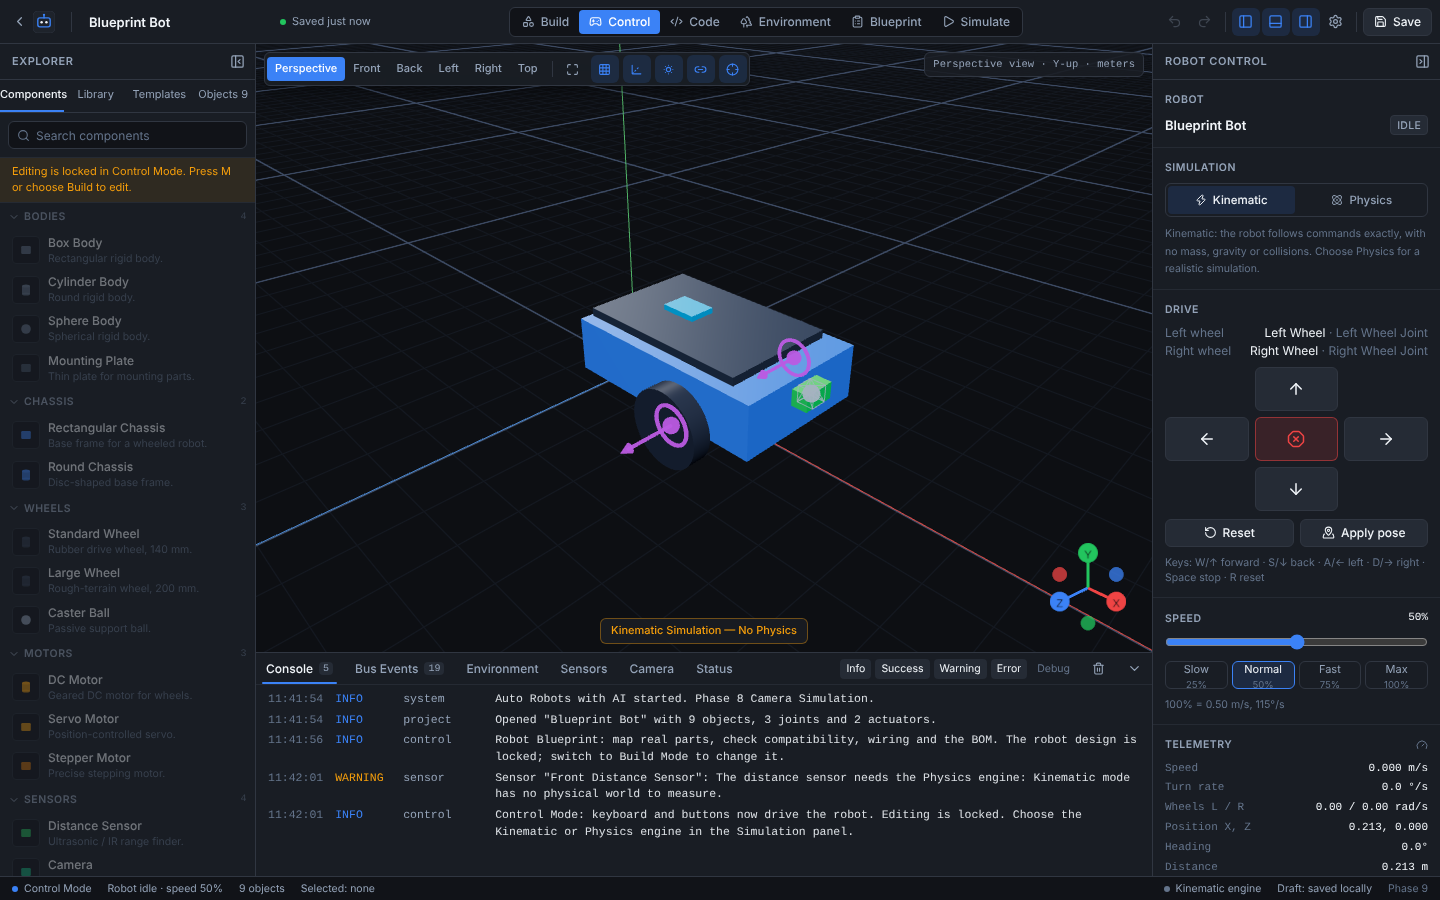 Blueprint Bot
Saved just now
Build
Control
Code
Environment
Blueprint
Simulate
Save
EXPLORER
Components
Library
Templates
Objects 9
Search components
Editing is locked in Control Mode. Press M
or choose Build to edit.
BODIES 4
Box Body
Rectangular rigid body.
Cylinder Body
Round rigid body.
Sphere Body
Spherical rigid body.
Mounting Plate
Thin plate for mounting parts.
CHASSIS 2
Rectangular Chassis
Base frame for a wheeled robot.
Round Chassis
Disc-shaped base frame.
WHEELS 3
Standard Wheel
Rubber drive wheel, 140 mm.
Large Wheel
Rough-terrain wheel, 200 mm.
Caster Ball
Passive support ball.
MOTORS 3
DC Motor
Geared DC motor for wheels.
Servo Motor
Position-controlled servo.
Stepper Motor
Precise stepping motor.
SENSORS 4
Distance Sensor
Ultrasonic / IR range finder.
Camera
Perspective
Front
Back
Left
Right
Top
Perspective view · Y-up · meters
Y
Z
X
Kinematic Simulation — No Physics
Console 5
Bus Events 19
Environment
Sensors
Camera
Status
Info
Success
Warning
Error
Debug
11:41:54 INFO system Auto Robots with AI started. Phase 8 Camera Simulation.
11:41:54 INFO project Opened "Blueprint Bot" with 9 objects, 3 joints and 2 actuators.
11:41:56 INFO control Robot Blueprint: map real parts, check compatibility, wiring and the BOM. The robot design is
locked; switch to Build Mode to change it.
11:42:01 WARNING sensor Sensor "Front Distance Sensor": The distance sensor needs the Physics engine: Kinematic mode
has no physical world to measure.
11:42:01 INFO control Control Mode: keyboard and buttons now drive the robot. Editing is locked. Choose the
Kinematic or Physics engine in the Simulation panel.
ROBOT CONTROL
ROBOT
Blueprint Bot IDLE
SIMULATION
Kinematic
Physics
Kinematic: the robot follows commands exactly, with
no mass, gravity or collisions. Choose Physics for a
realistic simulation.
DRIVE
Left wheel Left Wheel · Left Wheel Joint
Right wheel Right Wheel · Right Wheel Joint
Reset
Apply pose
Keys: W/↑ forward · S/↓ back · A/← left · D/→ right ·
Space stop · R reset
SPEED 50%
Slow
25%
Normal
50%
Fast
75%
Max
100%
100% = 0.50 m/s, 115°/s
TELEMETRY
Speed 0.000 m/s
Turn rate 0.0 °/s
Wheels L / R 0.00 / 0.00 rad/s
Position X, Z 0.213, 0.000
Heading 0.0°
Distance 0.213 m
Control Mode
Robot idle · speed 50%
9 objects
Selected: none
Kinematic engine
Draft: saved locally
Phase 9